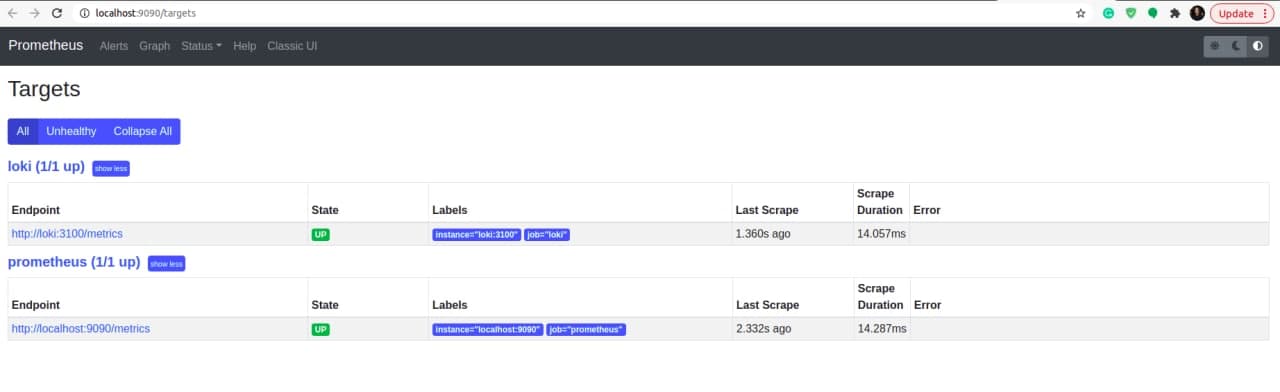 localhost:9090/targets
Update
Prometheus Alerts Graph Status Help Classic UI
Targets
All Unhealthy Collapse All
loki (1/1 up) show less
Endpoint State Labels Last Scrape Scrape Duration Error
http://loki:3100/metrics UP instance="loki:3100" job="loki" 1.360s ago 14.057ms
prometheus (1/1 up) show less
Endpoint State Labels Last Scrape Scrape Duration Error
http://localhost:9090/metrics UP instance="localhost:9090" job="prometheus" 2.332s ago 14.287ms